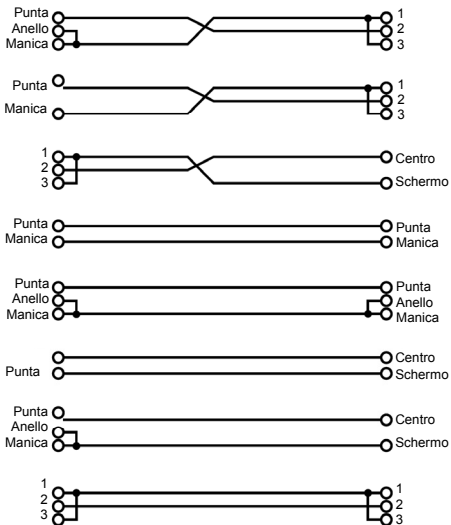 Punta
Anello
Manica
1
2
3
Punta
Manica
1
2
3
1
2
3
Centro
Schermo
Punta
Manica
Punta
Manica
Punta
Anello
Manica
Punta
Anello
Manica
Punta
Centro
Schermo
Punta
Anello
Manica
Centro
Schermo
1
2
3
1
2
3